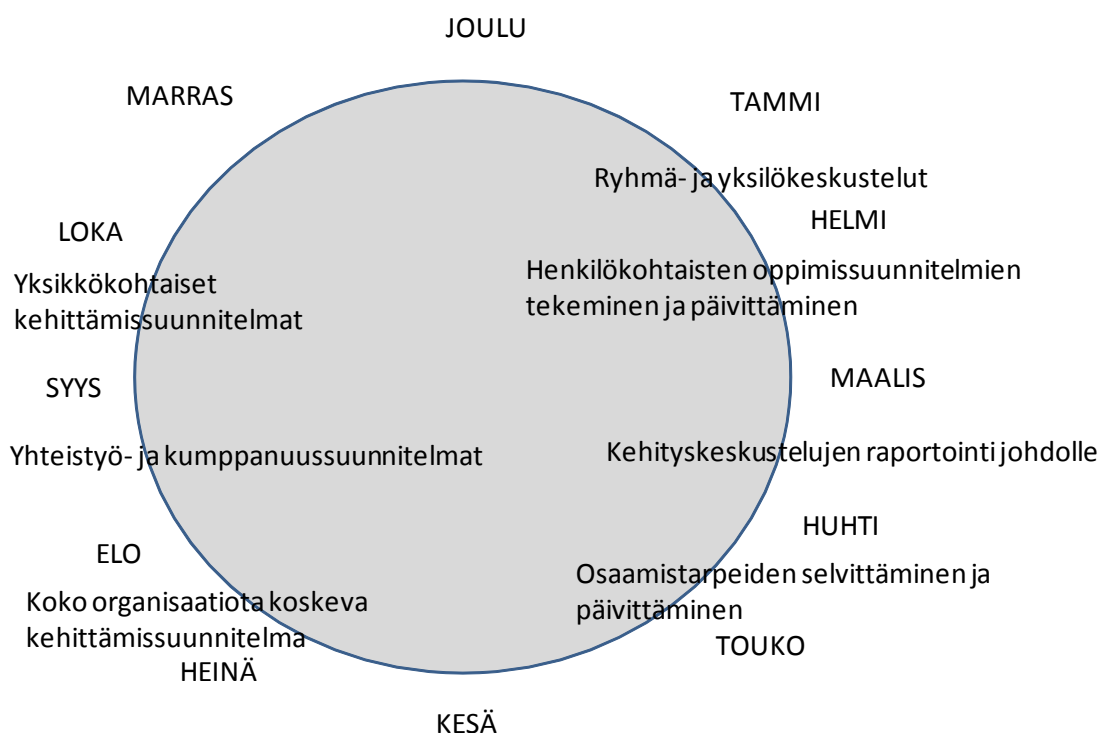 JOULU
MARRAS
TAMMI
Ryhmä- ja yksilökeskustelut
HELMI
LOKA
Henkilökohtaisten oppimissuunnitelmien
tekeminen ja päivittäminen
Yksikkökohtaiset
kehittämissuunnitelmat
MAALIS
SYYS
Kehityskeskustelujen raportointi johdolle
Yhteistyö- ja kumppanuussuunnitelmat
HUHTI
ELO
Osaamistarpeiden selvittäminen ja
päivittäminen
Koko organisaatiota koskeva
kehittämissuunnitelma
TOUKO
HEINÄ
KESÄ